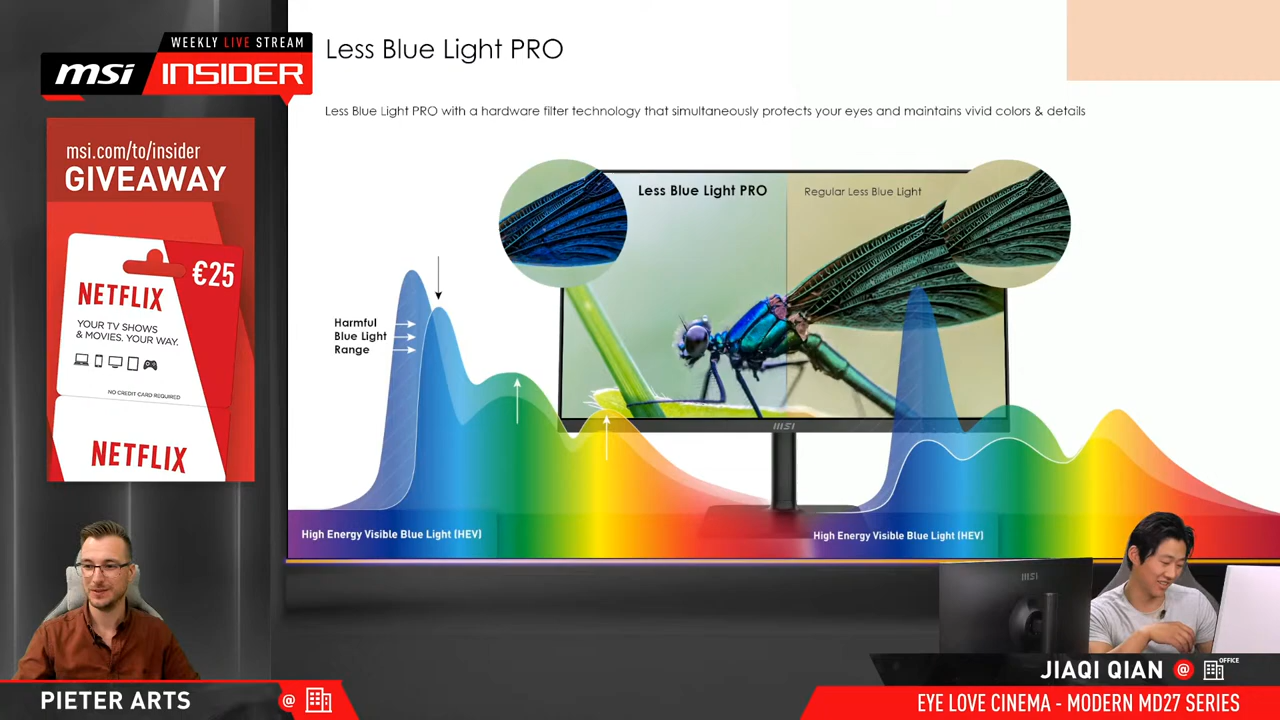 WEEKLY LIVE STREAM
msi INSIDER
msi.com/to/insider
GIVEAWAY
€25
NETFLIX
YOUR TV SHOWS
& MOVIES. YOUR WAY.
NO CREDIT CARD REQUIRED
NETFLIX
Less Blue Light PRO
Less Blue Light PRO with a hardware filter technology that simultaneously protects your eyes and maintains vivid colors & details
Less Blue Light PRO
Regular Less Blue Light
Harmful
Blue Light
Range
msi
High Energy Visible Blue Light (HEV)
High Energy Visible Blue Light (HEV)
msi
JIAQI QIAN @ OFFICE
PIETER ARTS @
EYE LOVE CINEMA - MODERN MD27 SERIES